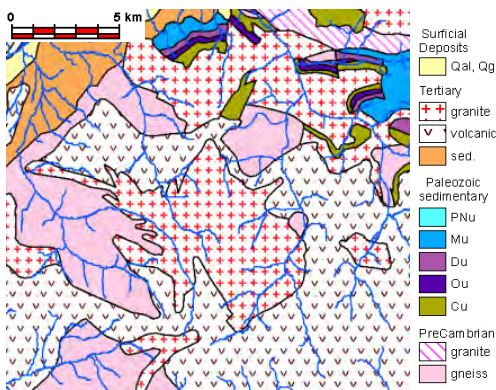 0 5 km
Surficial
Deposits
Qal, Qg
Tertiary
granite
volcanic
sed.
Paleozoic
sedimentary
PNu
Mu
Du
Ou
Cu
PreCambrian
granite
gneiss